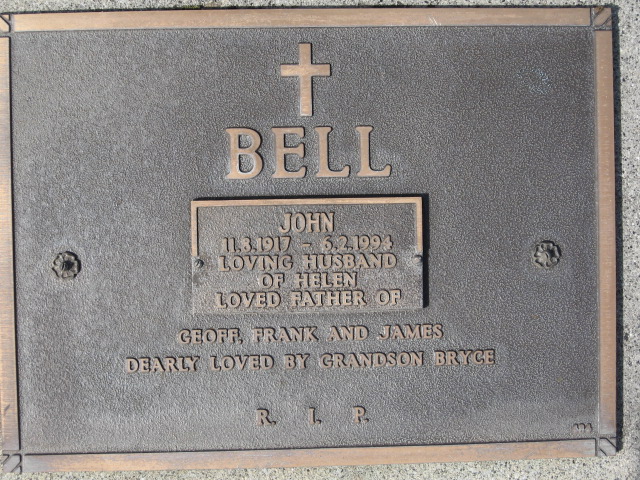 BELL
JOHN
11.3.1917 - 6.2.1994
LOVING HUSBAND
OF HELEN
LOVED FATHER OF
GEOFF, FRANK AND JAMES
DEARLY LOVED BY GRANDSON BRYCE
R. I. P.